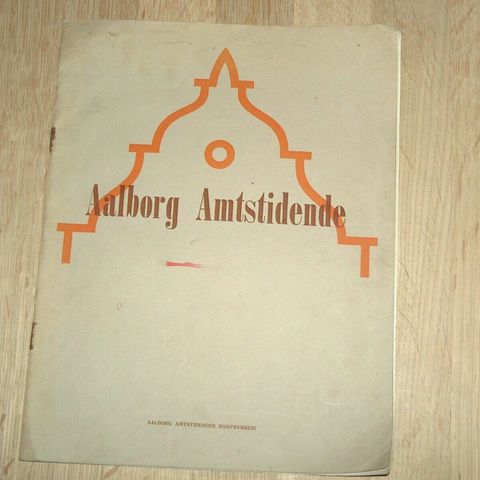 Aalborg Amtstidende
AALBORG AMTSTIDENDES BOGTRYKKERI